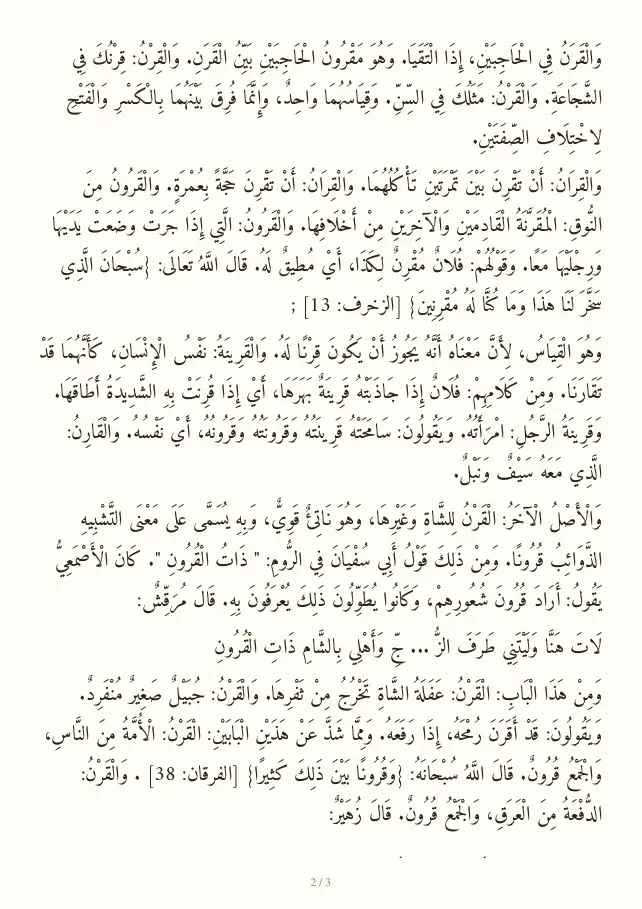 وَالْقَرَنُ فِي الْحَاجِبَيْنِ، إِذَا الْتَقَيَا. وَهُوَ مَقْرُونُ الْحَاجِبَيْنِ بَيِّنُ الْقَرَنِ. وَالْقِرْنُ: قِرْنُكَ فِي
الشَّجَاعَةِ. وَالْقَرْنُ: مِثْلُكَ فِي السِّنِّ. وَقِيَاسُهُمَا وَاحِدٌ، وَإِنَّمَا فُرِقَ بَيْنَهُمَا بِالْكَسْرِ وَالْفَتْحِ
لِاخْتِلَافِ الصِّفَتَيْنِ.
وَالْقِرَانُ: أَنْ تَقْرِنَ بَيْنَ تَمْرَتَيْنِ تَأْكُلُهُمَا. وَالْقِرَانُ: أَنْ تَقْرِنَ حَجَّةً بِعُمْرَةٍ. وَالْقَرُونُ مِنَ
النُّوقِ: الْمُقَرَّنَةُ الْقَادِمَيْنِ وَالْآخِرَيْنِ مِنْ أَخْلَافِهَا. وَالْقَرُونُ: الَّتِي إِذَا جَرَتْ وَضَعَتْ يَدَيْهَا
وَرِجْلَيْهَا مَعًا. وَقَوْلُهُمْ: فُلَانٌ مُقْرِنٌ لِكَذَا، أَيْ مُطِيقٌ لَهُ. قَالَ اللَّهُ تَعَالَى: {سُبْحَانَ الَّذِي
سَخَّرَ لَنَا هَذَا وَمَا كُنَّا لَهُ مُقْرِنِينَ} [الزخرف: 13] ;
وَهُوَ الْقِيَاسُ، لِأَنَّ مَعْنَاهُ أَنَّهُ يَجُوزُ أَنْ يَكُونَ قِرْنًا لَهُ. وَالْقَرِينَةُ: نَفْسُ الْإِنْسَانِ، كَأَنَّهُمَا قَدْ
تَقَارَنَا. وَمِنْ كَلَامِهِمْ: فُلَانٌ إِذَا جَاذَبَتْهُ قَرِينَةٌ بَهَرَهَا، أَيْ إِذَا قُرِنَتْ بِهِ الشَّدِيدَةُ أَطَاقَهَا.
وَقَرِينَةُ الرَّجُلِ: امْرَأَتُهُ. وَيَقُولُونَ: سَامَحَتْهُ قَرِينَتُهُ وَقَرُونَتُهُ وَقَرُونُهُ، أَيْ نَفْسُهُ. وَالْقَارِنُ:
الَّذِي مَعَهُ سَيْفٌ وَنَبْلٌ.
وَالْأَصْلُ الْآخَرُ: الْقَرْنُ لِلشَّاةِ وَغَيْرِهَا، وَهُوَ نَاتِئٌ قَوِيٌّ، وَبِهِ يُسَمَّى عَلَى مَعْنَى التَّشْبِيهِ
الذَّوَائِبُ قُرُونًا. وَمِنْ ذَلِكَ قَوْلُ أَبِي سُفْيَانَ فِي الرُّومِ: " ذَاتُ الْقُرُونِ ". كَانَ الْأَصْمَعِيُّ
يَقُولُ: أَرَادَ قُرُونَ شُعُورِهِمْ، وَكَانُوا يُطَوِّلُونَ ذَلِكَ يُعْرَفُونَ بِهِ. قَالَ مُرَقِّشٌ:
لَاتَ هَنَّا وَلَيْتَنِي طَرَفَ الزُّ ... جِّ وَأَهْلِي بِالشَّامِ ذَاتِ الْقُرُونِ
وَمِنْ هَذَا الْبَابِ: الْقَرْنُ: عَفَلَةُ الشَّاةِ تَخْرُجُ مِنْ ثَفْرِهَا. وَالْقَرْنُ: جُبَيْلٌ صَغِيرٌ مُنْفَرِدٌ.
وَيَقُولُونَ: قَدْ أَقْرَنَ رُمْحَهُ، إِذَا رَفَعَهُ. وَمِمَّا شَذَّ عَنْ هَذَيْنِ الْبَابَيْنِ: الْقَرْنُ: الْأُمَّةُ مِنَ النَّاسِ،
وَالْجَمْعُ قُرُونٌ. قَالَ اللَّهُ سُبْحَانَهُ: {وَقُرُونًا بَيْنَ ذَلِكَ كَثِيرًا} [الفرقان: 38] . وَالْقَرْنُ:
الدُّفْعَةُ مِنَ الْعَرَقِ، وَالْجَمْعُ قُرُونٌ. قَالَ زُهَيْرٌ:
2 / 3